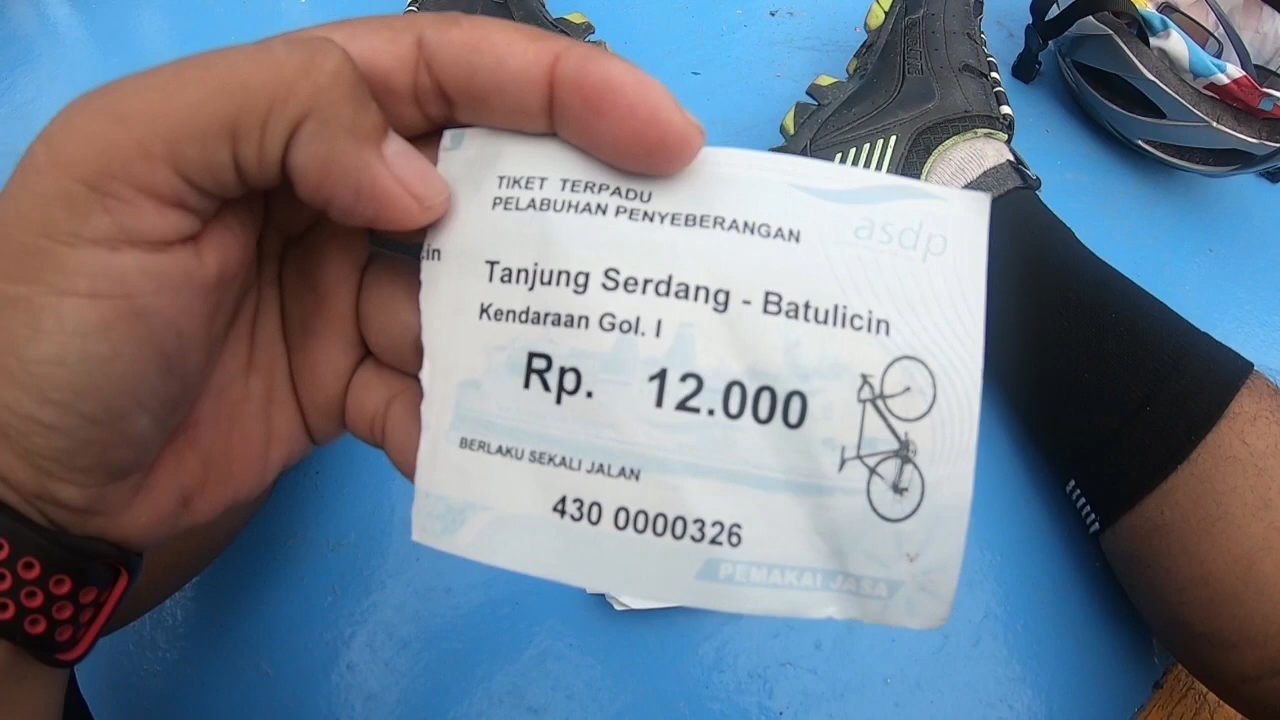 TIKET TERPADU
PELABUHAN PENYEBERANGAN
asdp
.in
Tanjung Serdang - Batulicin
Kendaraan Gol. I
Rp. 12.000
BERLAKU SEKALI JALAN
430 0000326
PEMAKAI JASA